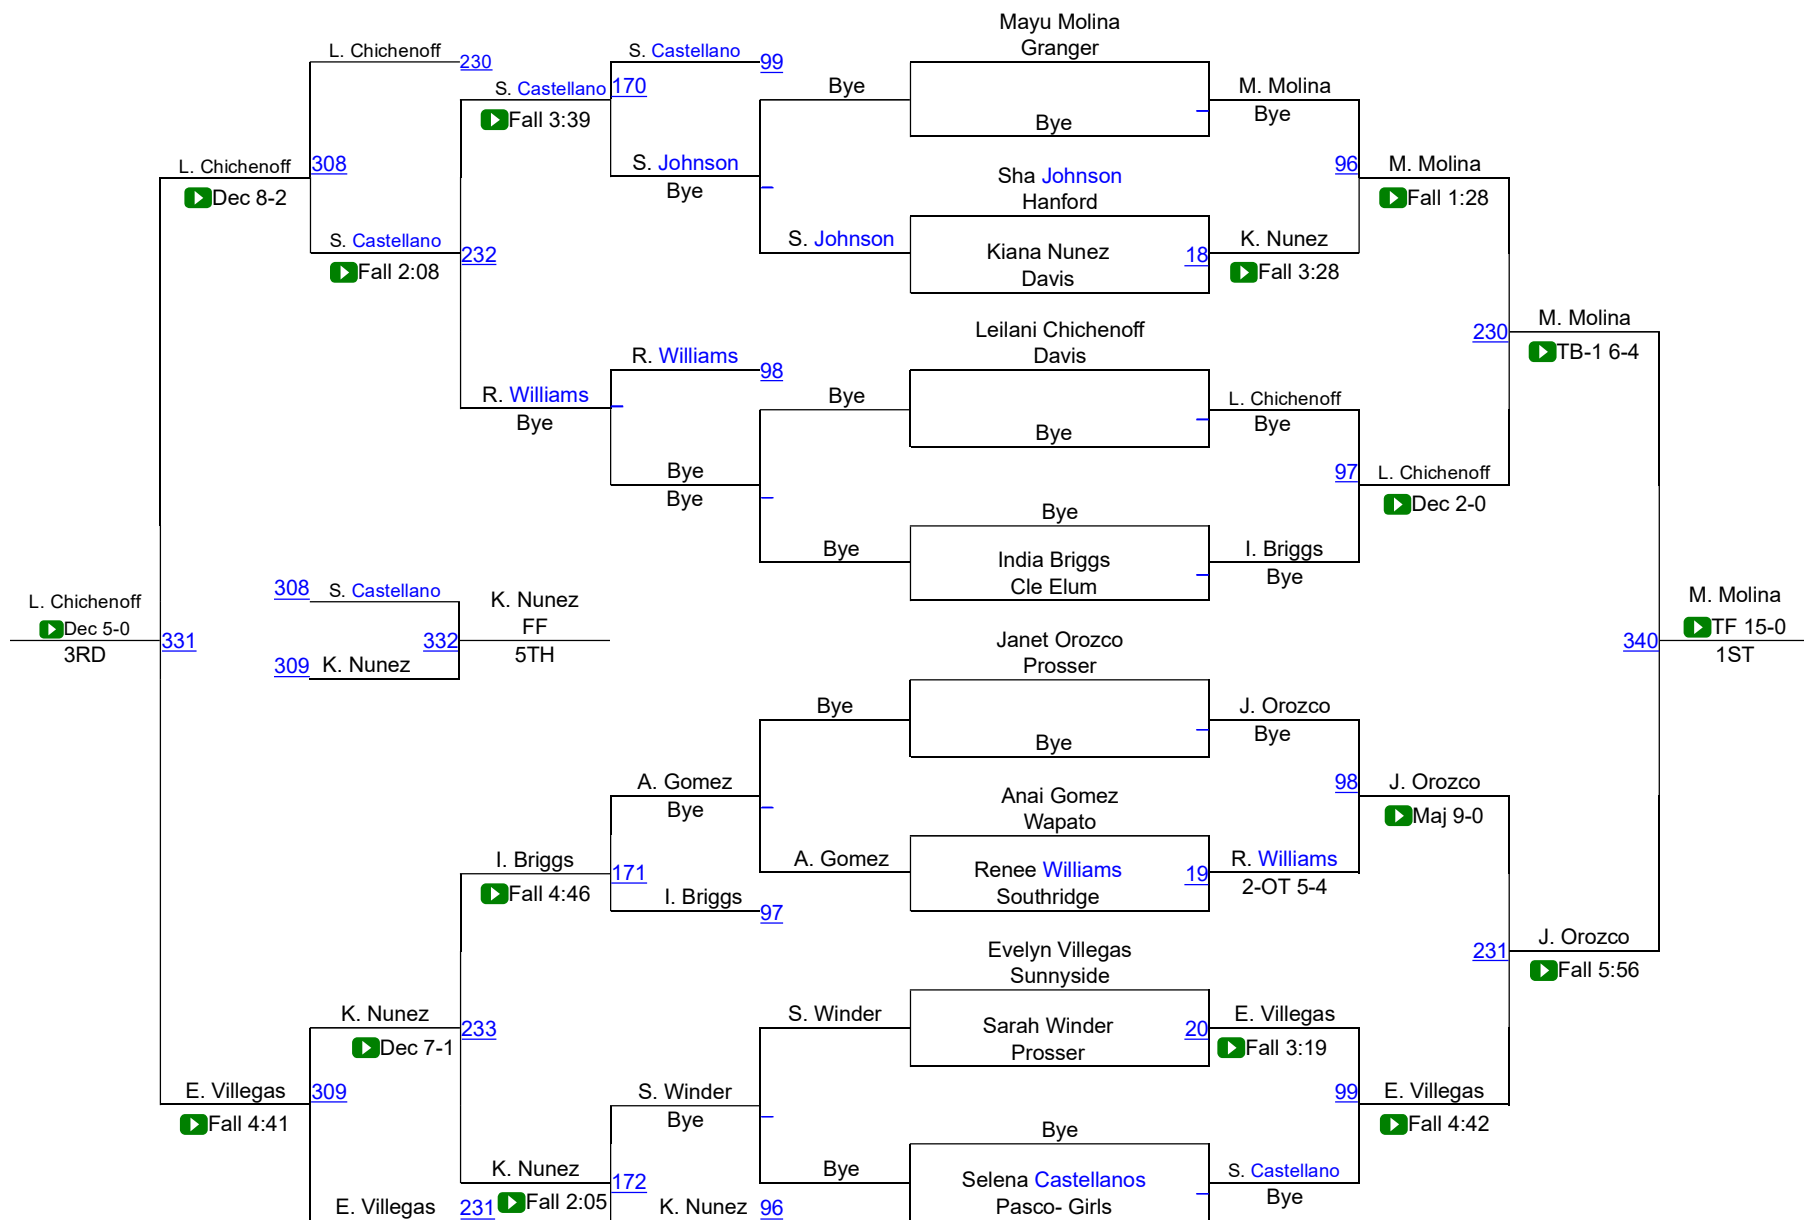 Mayu Molina
Granger
L. Chichenoff
230
S. Castellano
99
S. Castellano
170
Bye
M. Molina
Fall 3:39
Bye
Bye
L. Chichenoff
308
S. Johnson
Bye
Sha Johnson
Hanford
96
M. Molina
Dec 8-2
Fall 1:28
S. Castellano
232
Fall 2:08
S. Johnson
Kiana Nunez
Davis
18
K. Nunez
Fall 3:28
Leilani Chichenoff
Davis
230
M. Molina
TB-1 6-4
R. Williams
98
R. Williams
Bye
Bye
L. Chichenoff
Bye
Bye
Bye
Bye
97
L. Chichenoff
Dec 2-0
Bye
Bye
India Briggs
Cle Elum
I. Briggs
Bye
L. Chichenoff
Dec 5-0
3RD
331
308
S. Castellano
309
K. Nunez
332
K. Nunez
FF
5TH
Janet Orozco
Prosser
340
M. Molina
TF 15-0
1ST
Bye
Bye
J. Orozco
Bye
A. Gomez
Bye
Anai Gomez
Wapato
98
J. Orozco
Maj 9-0
I. Briggs
Fall 4:46
171
A. Gomez
Renee Williams
Southridge
19
R. Williams
2-OT 5-4
I. Briggs
97
Evelyn Villegas
Sunnyside
231
J. Orozco
Fall 5:56
K. Nunez
Dec 7-1
233
S. Winder
Sarah Winder
Prosser
20
E. Villegas
Fall 3:19
E. Villegas
Fall 4:41
309
S. Winder
Bye
99
E. Villegas
Fall 4:42
Bye
K. Nunez
Fall 2:05
172
Bye
Selena Castellanos
Pasco- Girls
S. Castellano
Bye
E. Villegas
231
K. Nunez
96